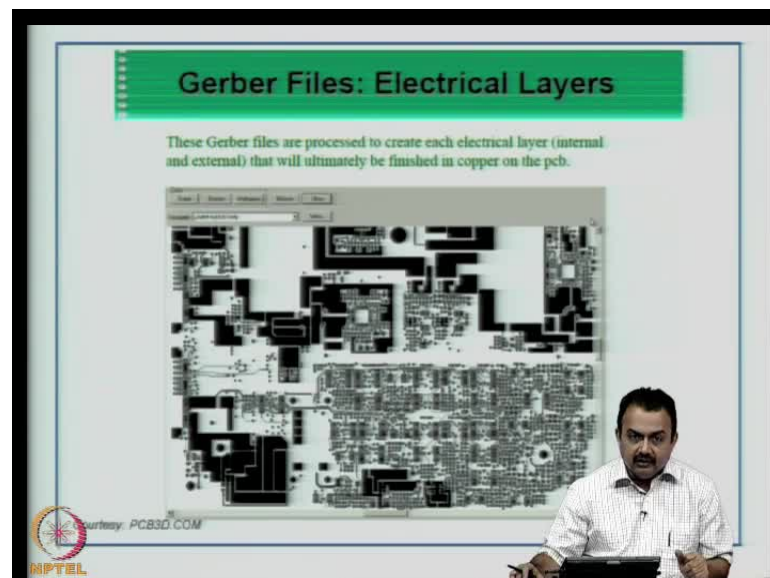 Gerber Files: Electrical Layers
These Gerber files are processed to create each electrical layer (internal
and external) that will ultimately be finished in copper on the pcb.
Courtesy: PCB3D.COM
NPTEL